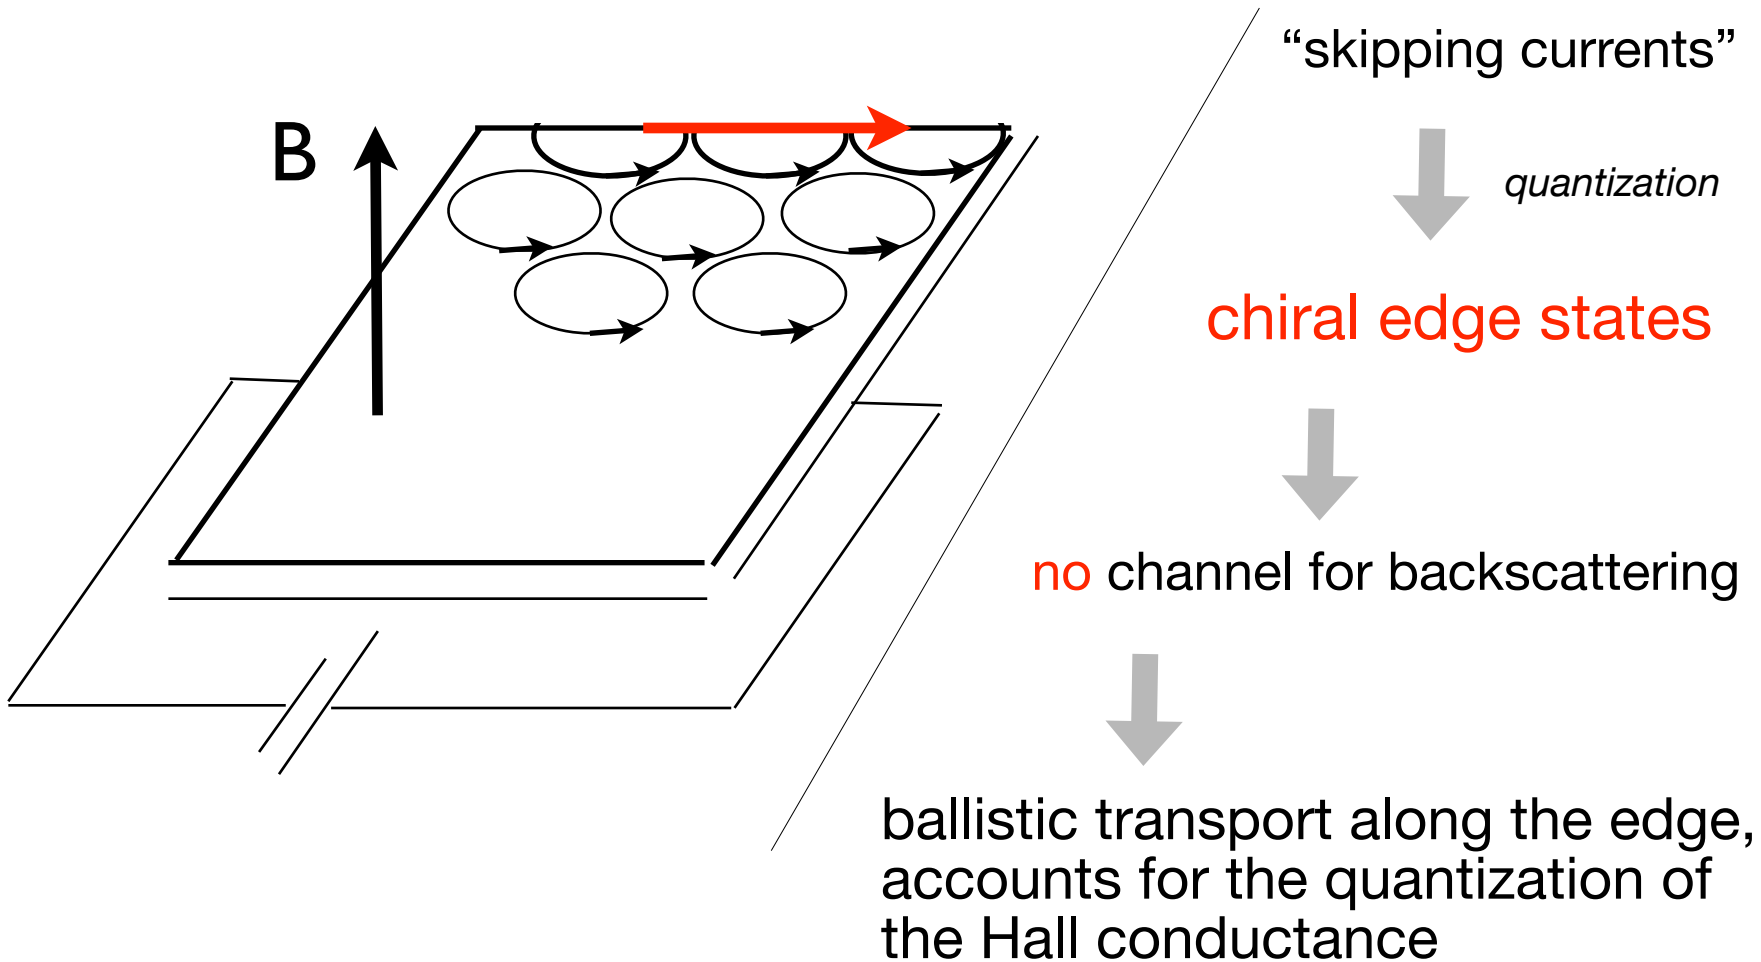 B
“skipping currents”
quantization
chiral edge states
no channel for backscattering
ballistic transport along the edge,
accounts for the quantization of
the Hall conductance